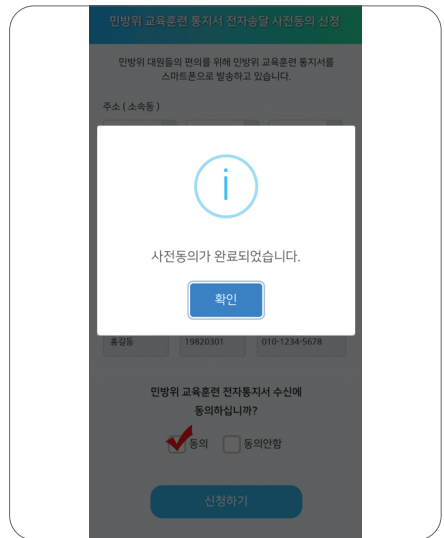 민방위 교육훈련 통지서 전자송달 사전동의 신청
민방위 대원들의 편의를 위해 민방위 교육훈련 통지서를
스마트폰으로 발송하고 있습니다.
주소 ( 소속동 )
i
사전동의가 완료되었습니다.
확인
홍길동 19820301 010-1234-5678
민방위 교육훈련 전자통지서 수신에
동의하십니까?
동의 동의안함
신청하기